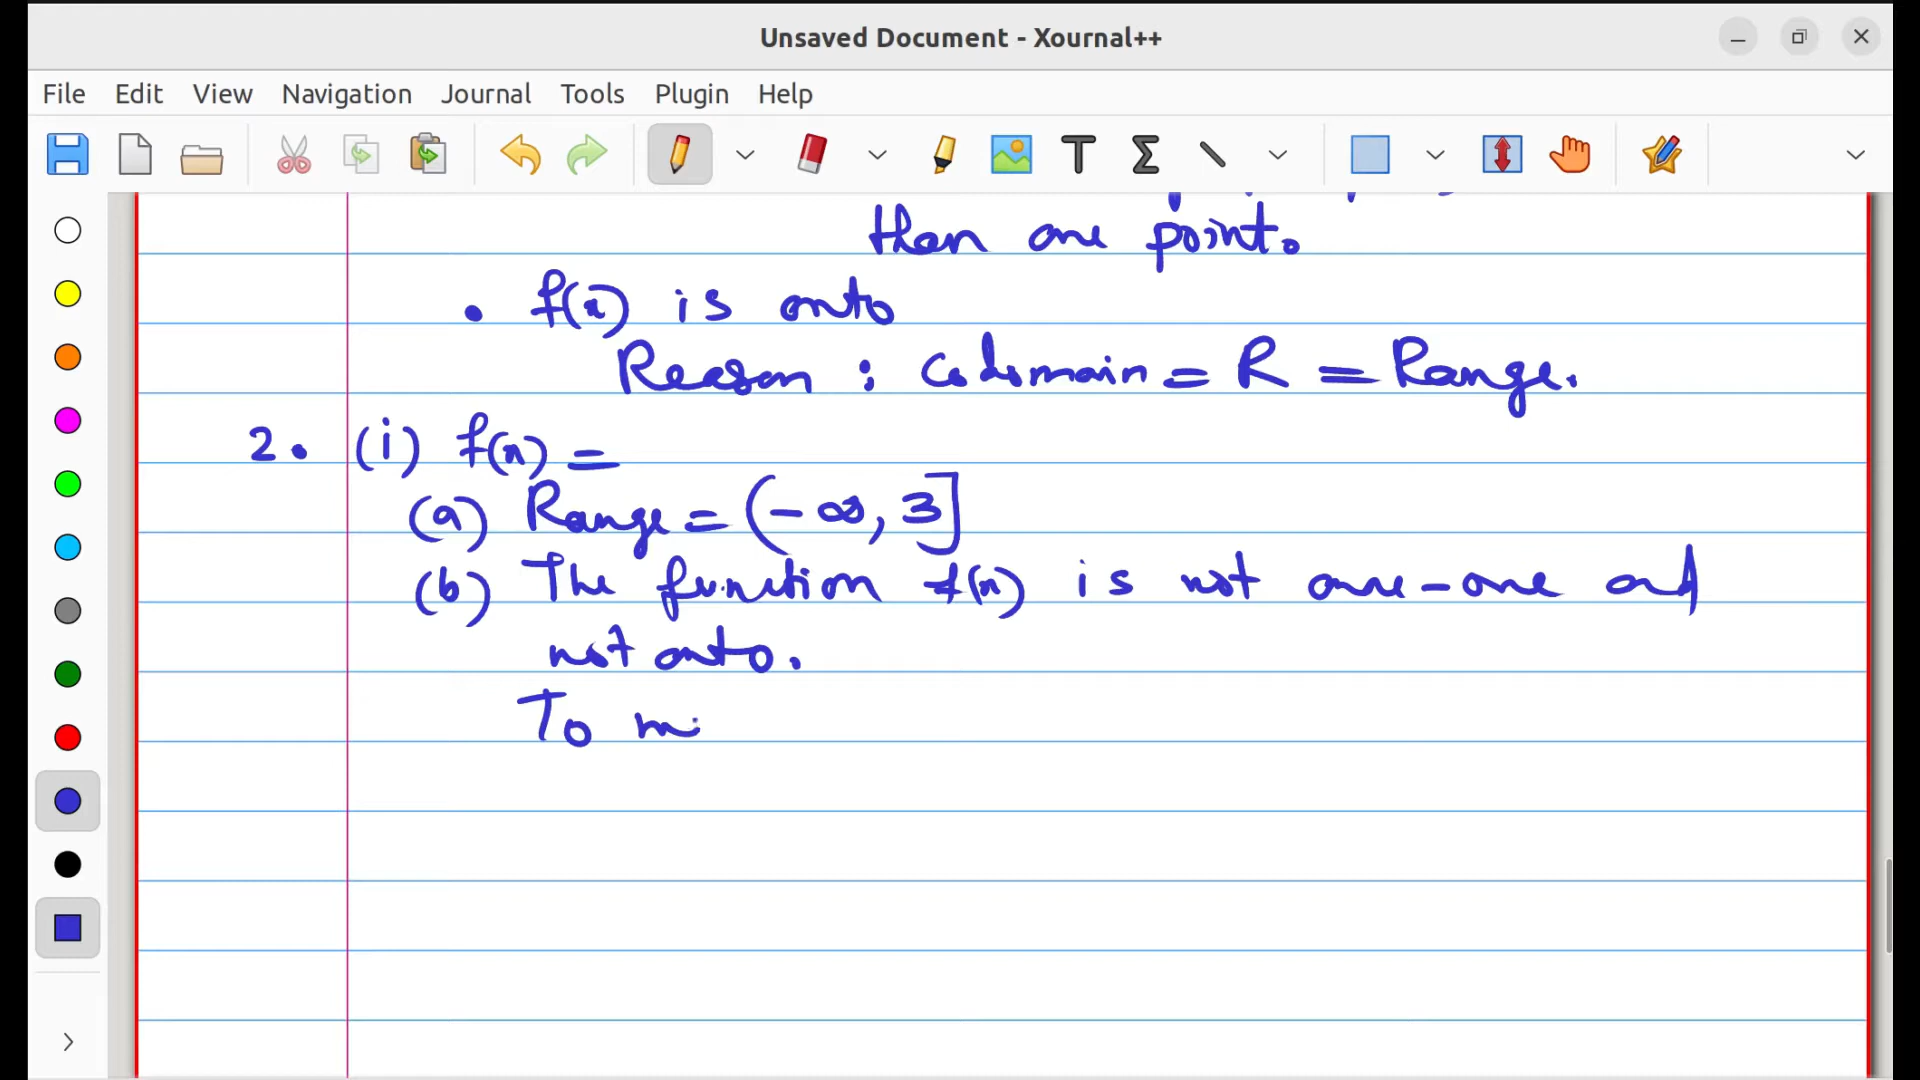 Unsaved Document - Xournal++
File Edit View Navigation Journal Tools Plugin Help
then one point.
• f(x) is onto
Reason : Codomain = R = Range.
2. (i) f(x) =
(a) Range = (-∞, 3]
(b) The function f(x) is not one-one and
not onto.
To m